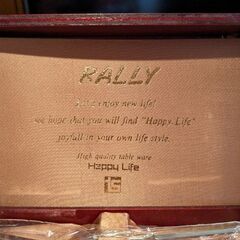 RALLY
enjoy new life!
we hope that you will find "Happy Life"
joyfull in your own life style.
High quality table ware
Happy Life